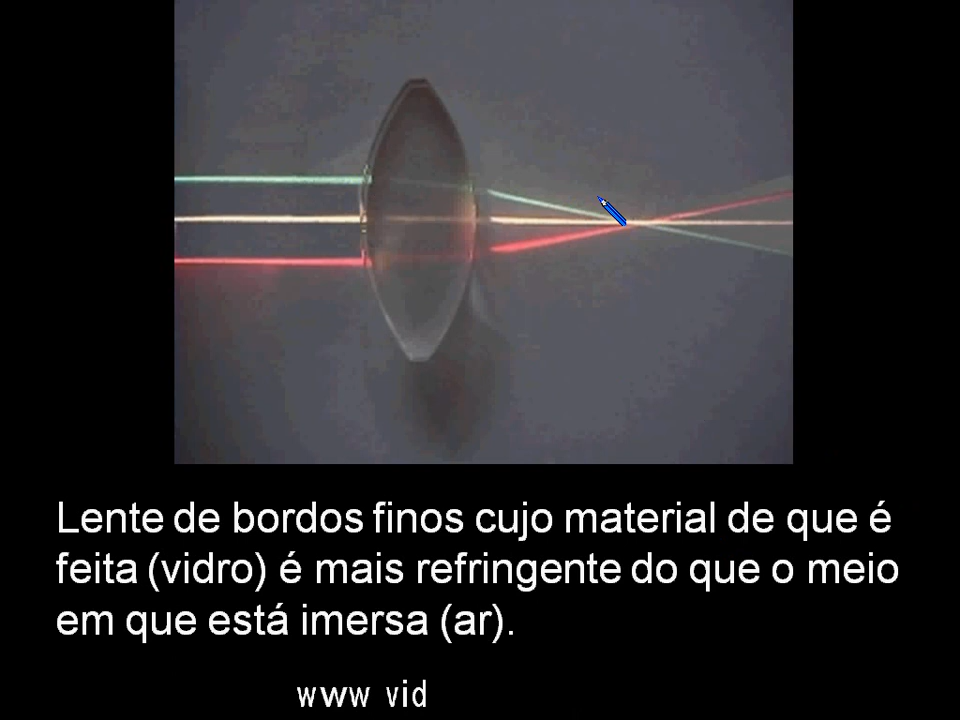 Lente de bordos finos cujo material de que é
feita (vidro) é mais refringente do que o meio
em que está imersa (ar).
www vid